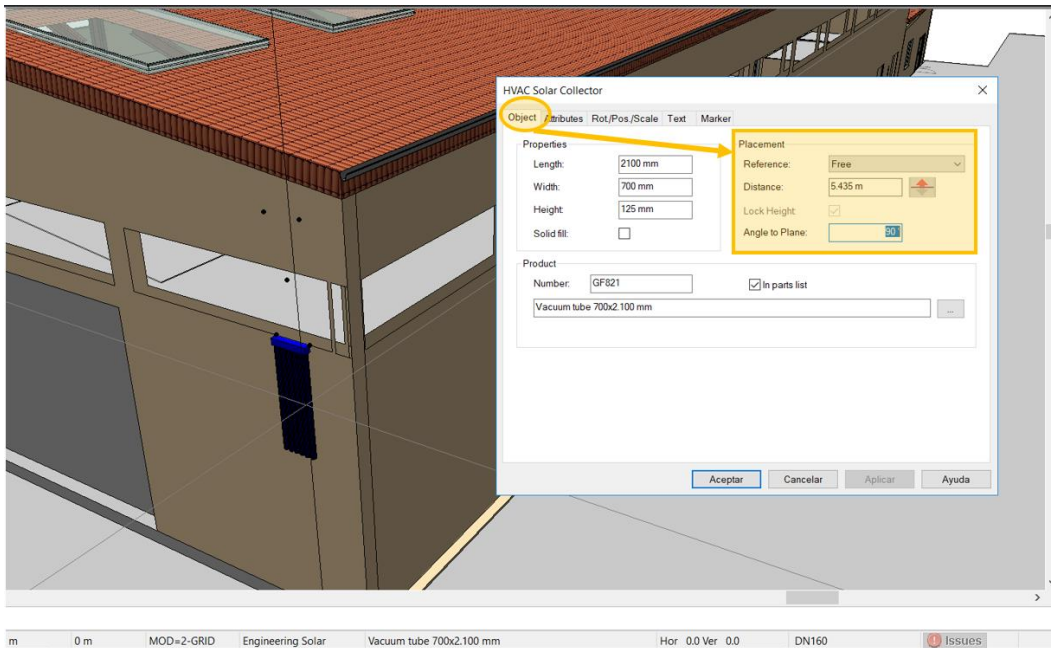 HVAC Solar Collector
Object Attributes Rot./Pos./Scale Text Marker
Properties
Length: 2100 mm
Width: 700 mm
Height: 125 mm
Solid fill:
Placement
Reference: Free
Distance: 5.435 m
Lock Height
Angle to Plane: 90°
Product
Number: GF821 In parts list
Vacuum tube 700x2.100 mm ...
Aceptar Cancelar Aplicar Ayuda
m 0 m MOD=2-GRID Engineering Solar Vacuum tube 700x2.100 mm Hor 0.0 Ver 0.0 DN160 Issues